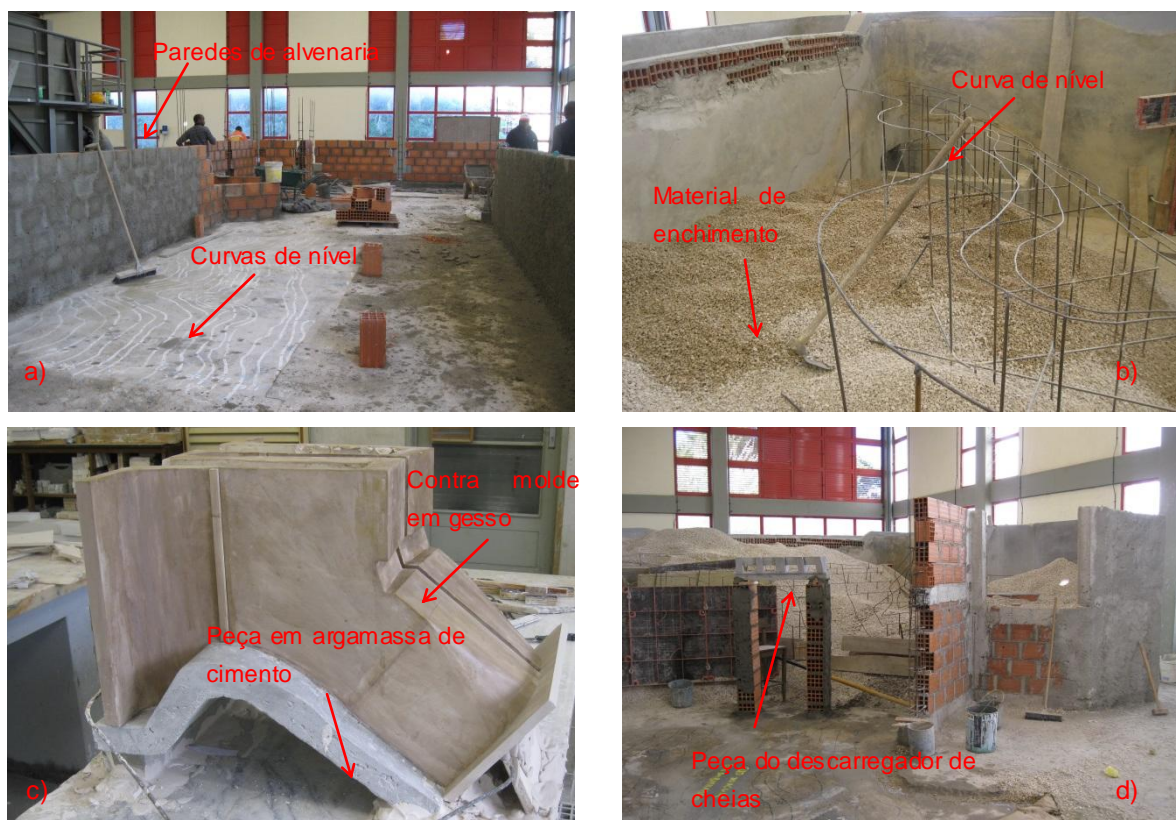 Paredes de alvenaria
Curvas de nível
a)
Curva de nível
Material de
enchimento
b)
Contra molde
em gesso
Peça em argamassa de
cimento
c)
Peça do descarregador de
cheias
d)